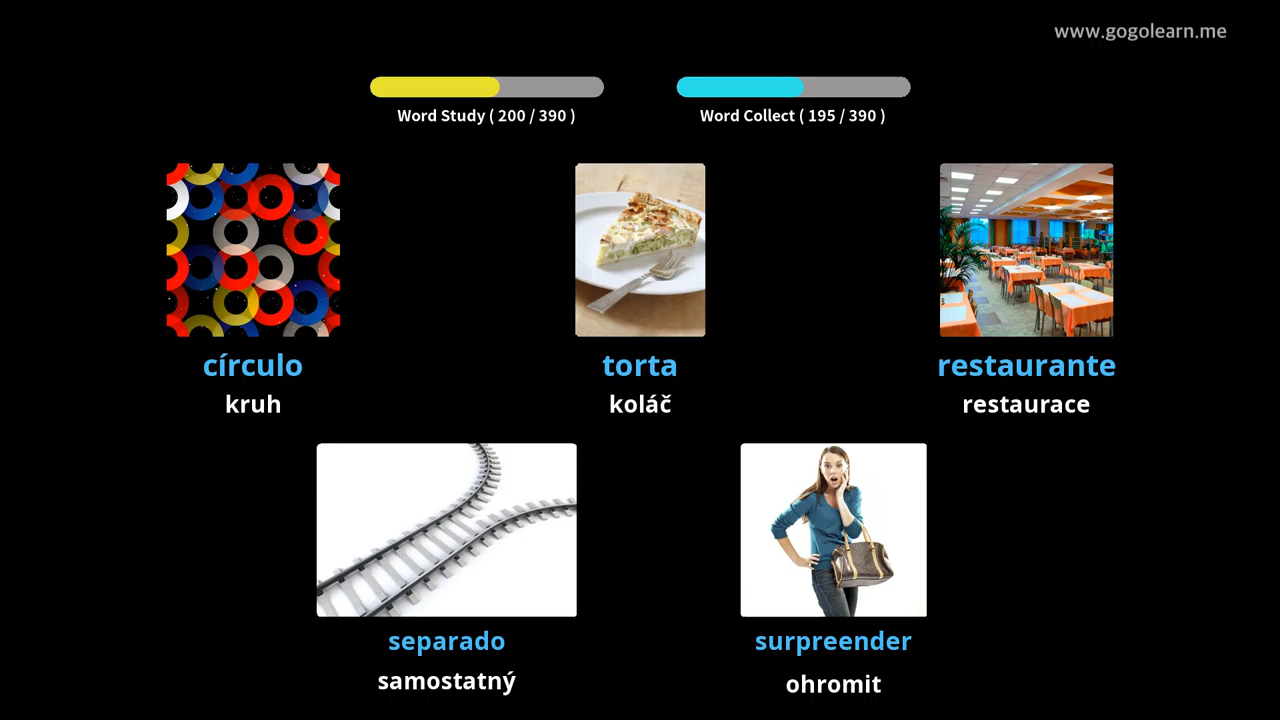 www.gogolearn.me
Word Study ( 200 / 390 )
Word Collect ( 195 / 390 )
círculo
kruh
torta
koláč
restaurante
restaurace
separado
samostatný
surpreender
ohromit